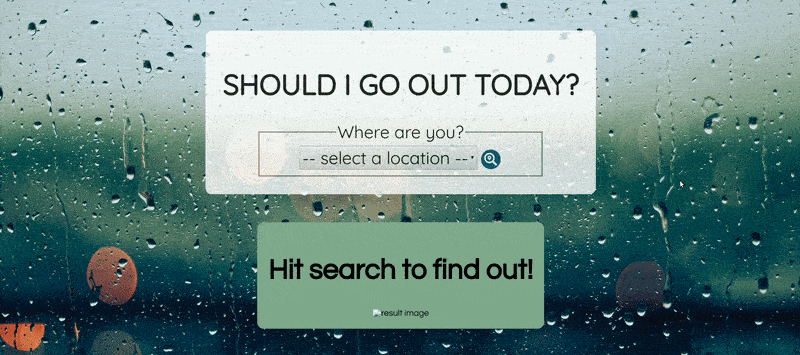 SHOULD I GO OUT TODAY?
Where are you?
-- select a location --
Hit search to find out!
result image